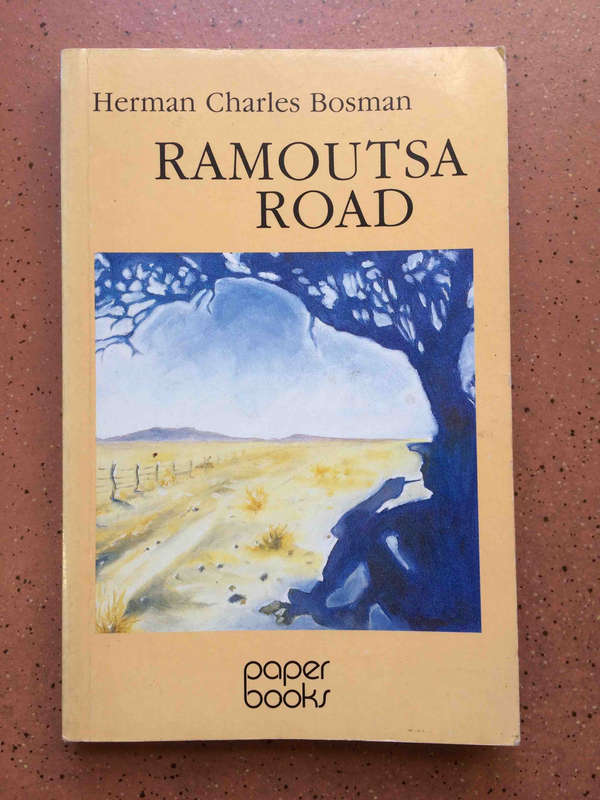 Herman Charles Bosman
RAMOUTSA
ROAD
paper
books